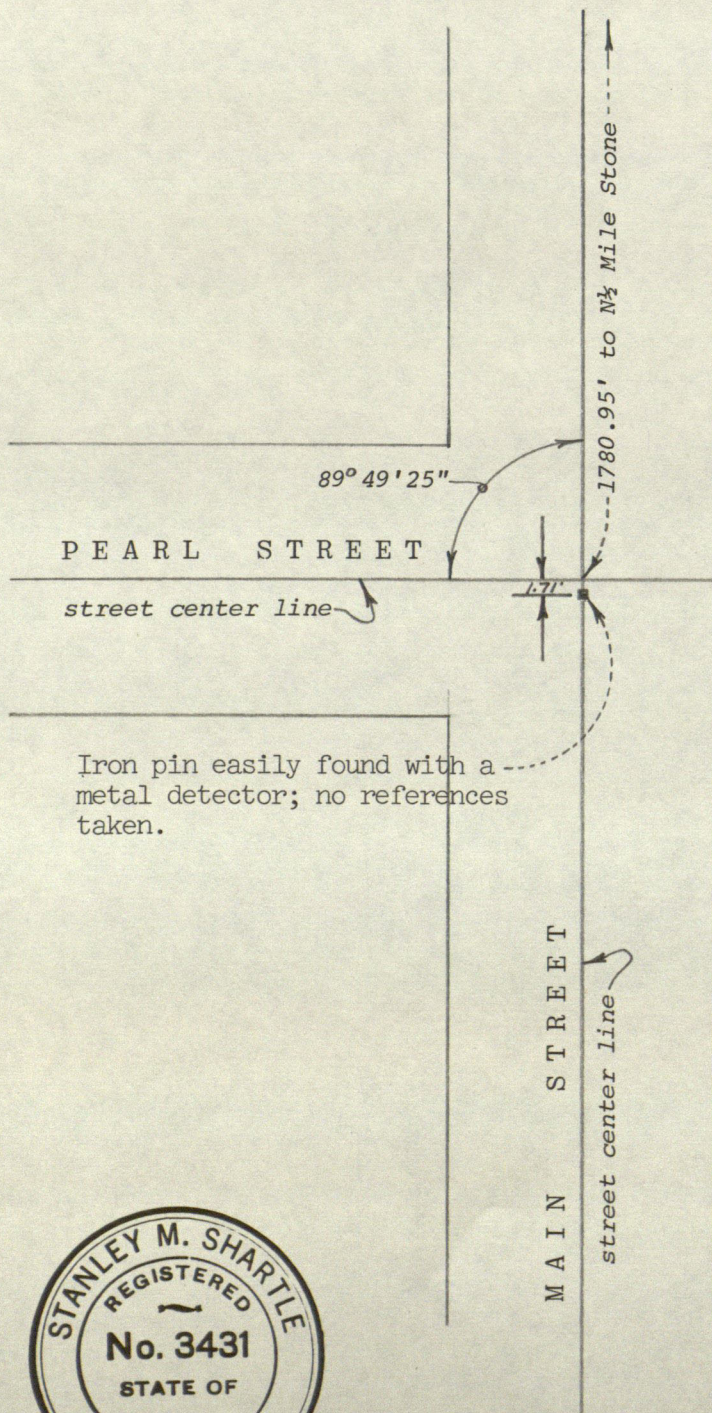 1780.95' to N½ Mile Stone
89° 49' 25"
PEARL STREET
1.71'
street center line
Iron pin easily found with a
metal detector; no references
taken.
MAIN STREET
street center line
STANLEY M. SHARTLE
REGISTERED
No. 3431
STATE OF